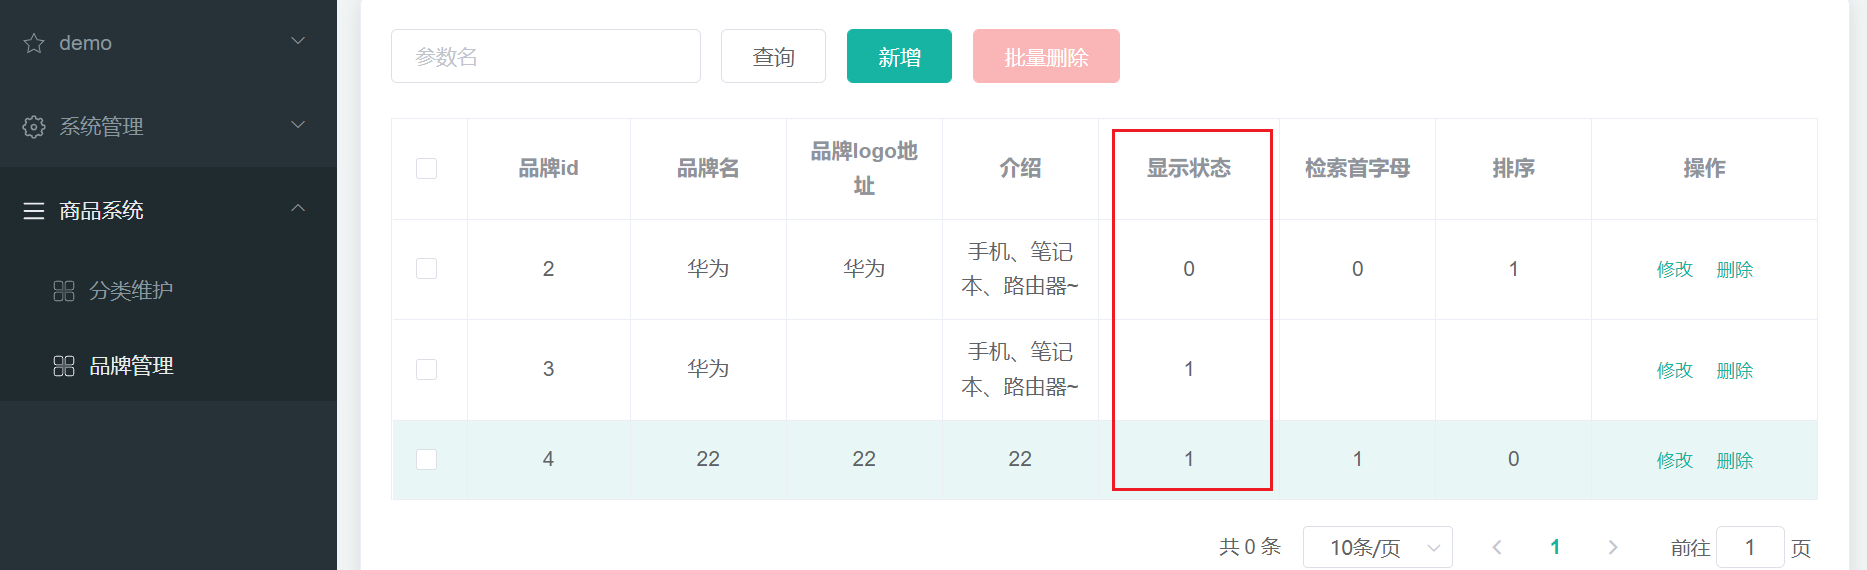 demo
系统管理
商品系统
分类维护
品牌管理
参数名 查询 新增 批量删除
品牌id 品牌名 品牌logo地 介绍 显示状态 检索首字母 排序 操作
址
2 华为 华为 手机、笔记 0 0 1 修改 删除
本、路由器~
3 华为 手机、笔记 1 修改 删除
本、路由器~
4 22 22 22 1 1 0 修改 删除
共 0 条 10条/页 1 前往 1 页